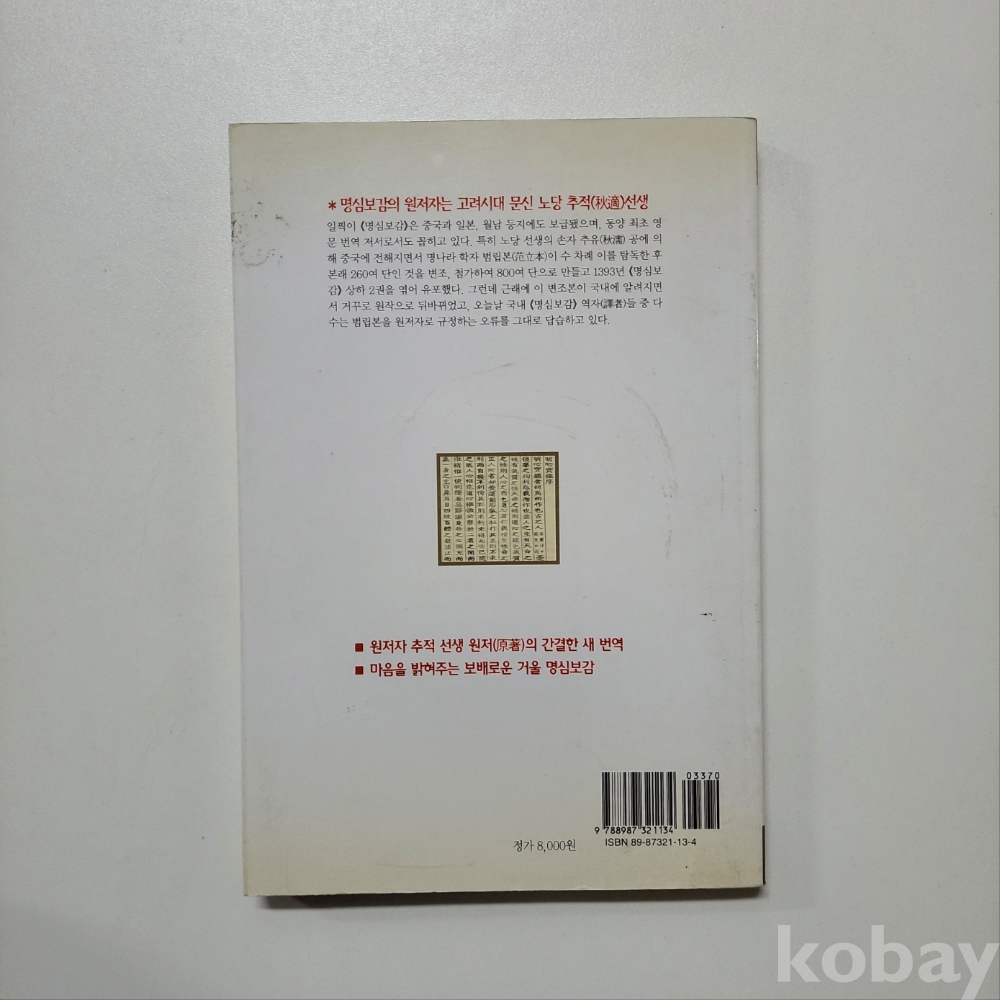 * 명심보감의 원저자는 고려시대 문신 노당 추적(秋適)선생
일찍이 《명심보감》은 중국과 일본, 월남 등지에도 보급됐으며, 동양 최초 영
문 번역 저서로서도 꼽히고 있다. 특히 노당 선생의 손자 추유(秋濡) 공에 의
해 중국에 전해지면서 명나라 학자 범립본(范立本)이 수 차례 이를 탐독한 후
본래 260여 단인 것을 변조, 첨가하여 800여 단으로 만들고 1393년 《명심보
감》 상하 2권을 엮어 유포했다. 그런데 근래에 이 변조본이 국내에 알려지면
서 거꾸로 원작으로 뒤바뀌었고, 오늘날 국내 《명심보감》 역자(譯者)들 중 다
수는 범립본을 원저자로 규정하는 오류를 그대로 답습하고 있다.
■ 원저자 추적 선생 원저(原著)의 간결한 새 번역
■ 마음을 밝혀주는 보배로운 거울 명심보감
03370
9 788987 321134
정가 8,000원
ISBN 89-87321-13-4
kobay